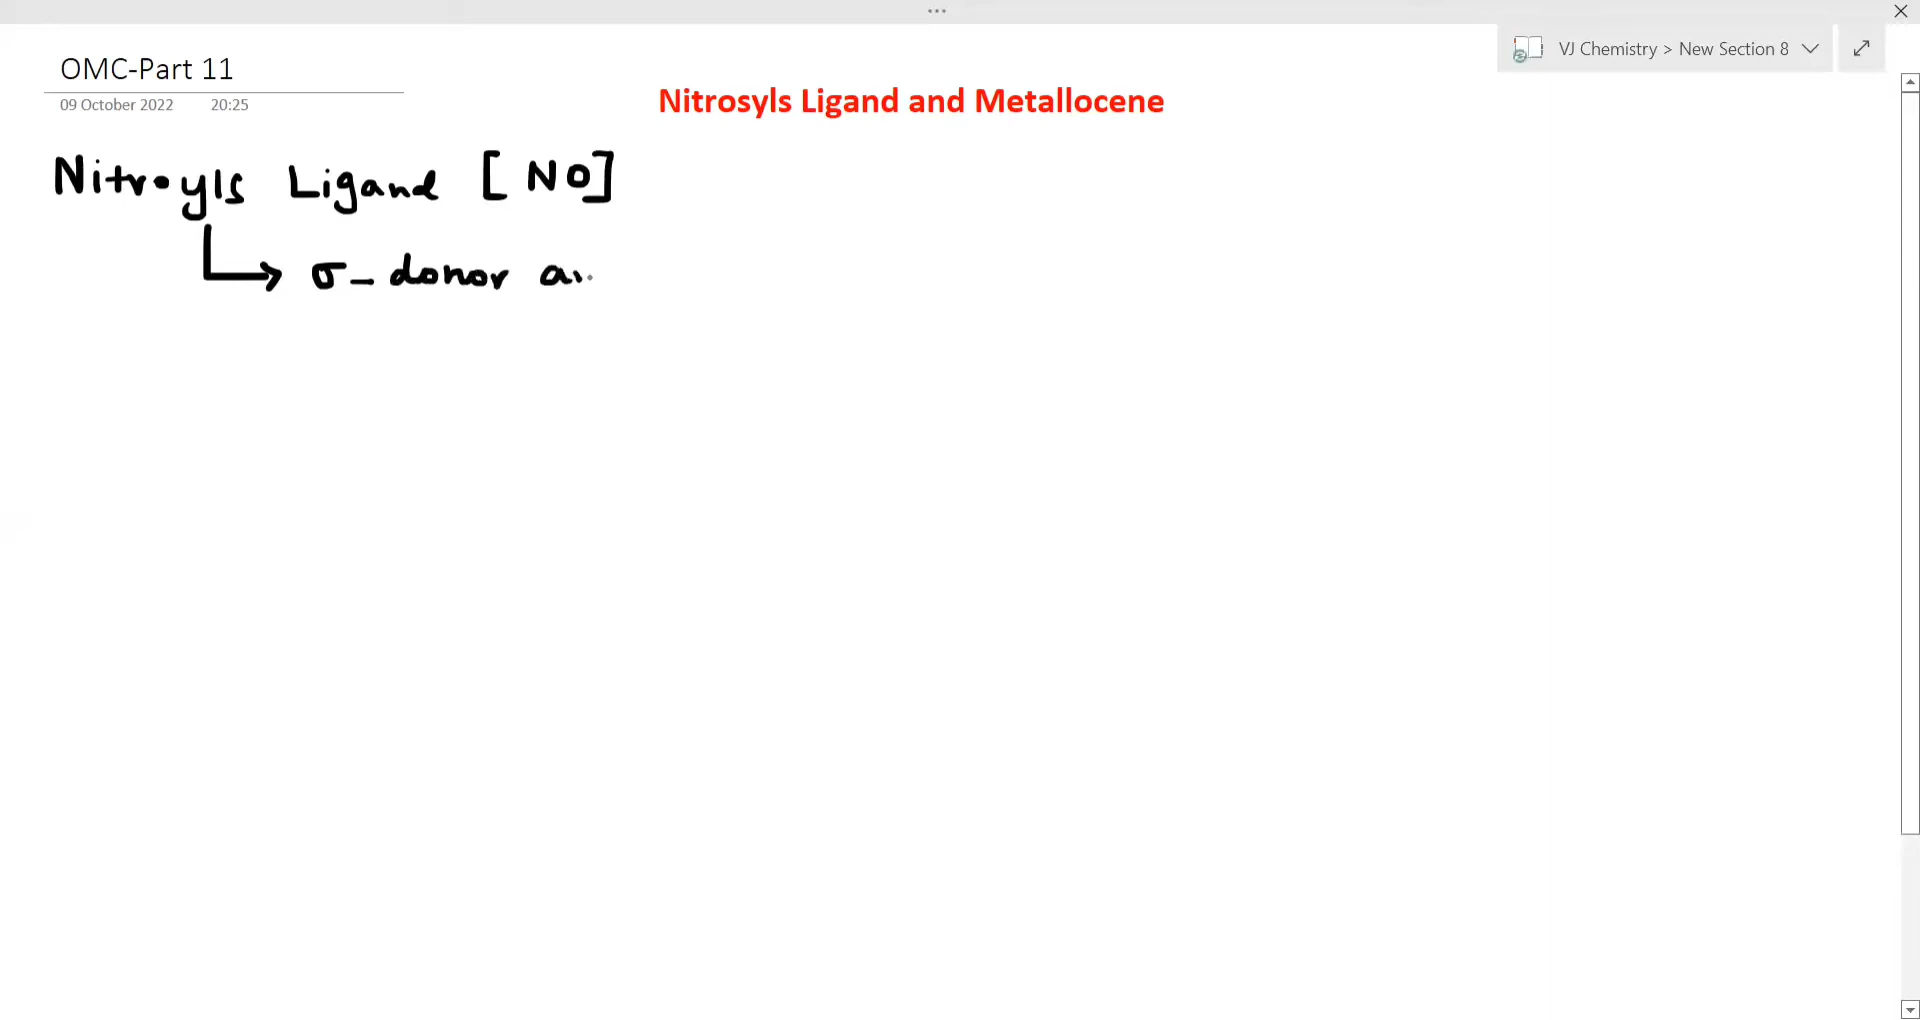 OMC-Part 11
VJ Chemistry > New Section 8
09 October 2022 20:25
Nitrosyls Ligand and Metallocene
Nitroyls Ligand [NO]
σ-donor